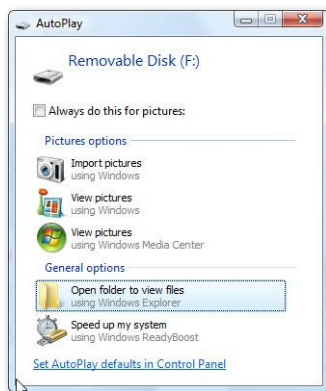 AutoPlay
Removable Disk (F:)
Always do this for pictures:
Pictures options
Import pictures
using Windows
View pictures
using Windows
View pictures
using Windows Media Center
General options
Open folder to view files
using Windows Explorer
Speed up my system
using Windows ReadyBoost
Set AutoPlay defaults in Control Panel